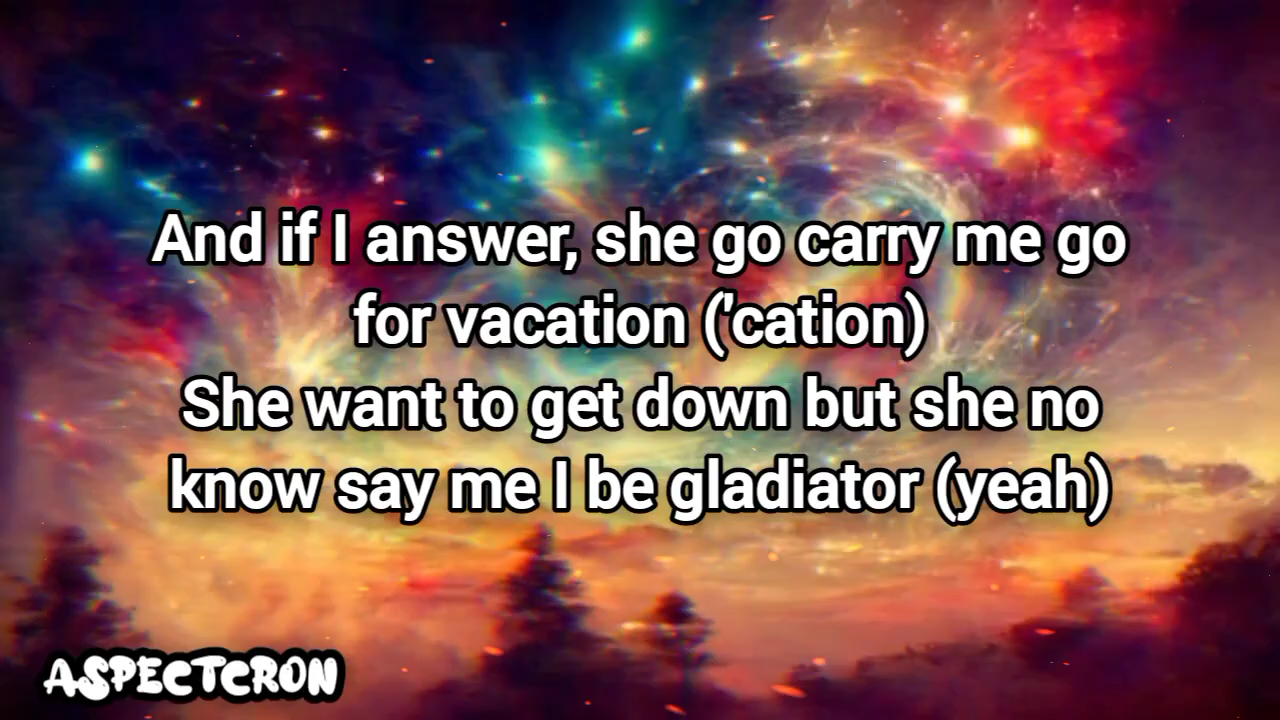 And if I answer, she go carry me go
for vacation ('cation)
She want to get down but she no
know say me I be gladiator (yeah)
ASPECTCRON